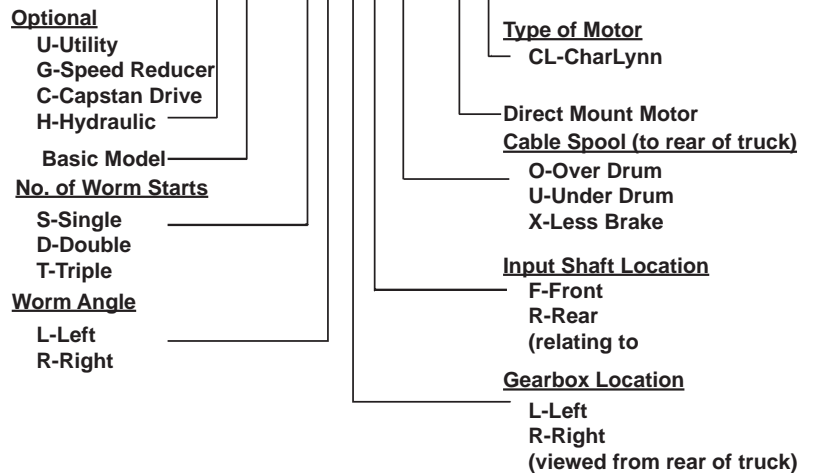 Optional
U-Utility
G-Speed Reducer
C-Capstan Drive
H-Hydraulic
Basic Model
No. of Worm Starts
S-Single
D-Double
T-Triple
Worm Angle
L-Left
R-Right
Type of Motor
CL-CharLynn
Direct Mount Motor
Cable Spool (to rear of truck)
O-Over Drum
U-Under Drum
X-Less Brake
Input Shaft Location
F-Front
R-Rear
(relating to
Gearbox Location
L-Left
R-Right
(viewed from rear of truck)